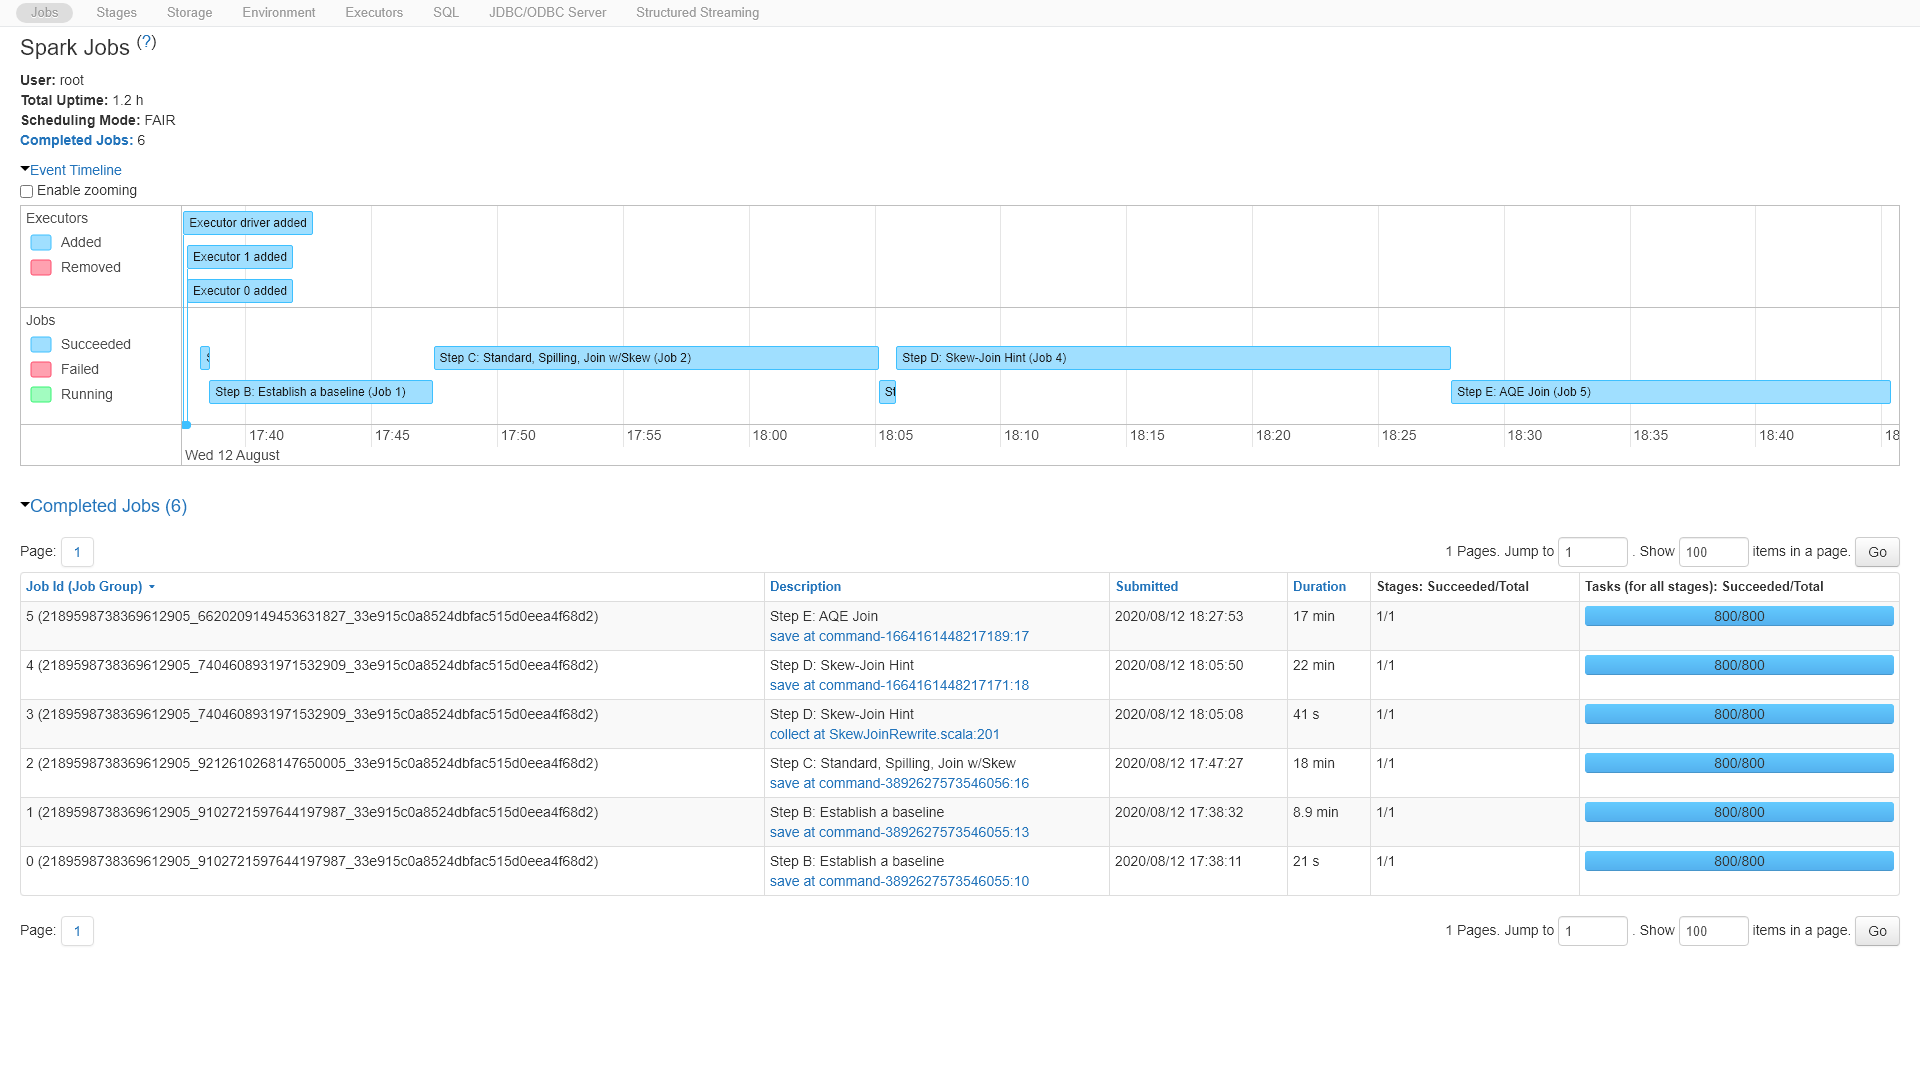 Jobs Stages Storage Environment Executors SQL JDBC/ODBC Server Structured Streaming
Spark Jobs (?)
User: root
Total Uptime: 1.2 h
Scheduling Mode: FAIR
Completed Jobs: 6
Event Timeline
Enable zooming
Executors
Added
Removed
Executor driver added
Executor 1 added
Executor 0 added
Jobs
Succeeded
Failed
Running
Step C: Standard, Spilling, Join w/Skew (Job 2)
Step D: Skew-Join Hint (Job 4)
Step B: Establish a baseline (Job 1)
St
Step E: AQE Join (Job 5)
17:40 17:45 17:50 17:55 18:00 18:05 18:10 18:15 18:20 18:25 18:30 18:35 18:40 18
Wed 12 August
Completed Jobs (6)
Page: 1
1 Pages. Jump to 1 . Show 100 items in a page. Go
Job Id (Job Group) Description Submitted Duration Stages: Succeeded/Total Tasks (for all stages): Succeeded/Total
5 (2189598738369612905_6620209149453631827_33e915c0a8524dbfac515d0eea4f68d2) Step E: AQE Join 2020/08/12 18:27:53 17 min 1/1 800/800
save at command-1664161448217189:17
4 (2189598738369612905_7404608931971532909_33e915c0a8524dbfac515d0eea4f68d2) Step D: Skew-Join Hint 2020/08/12 18:05:50 22 min 1/1 800/800
save at command-1664161448217171:18
3 (2189598738369612905_7404608931971532909_33e915c0a8524dbfac515d0eea4f68d2) Step D: Skew-Join Hint 2020/08/12 18:05:08 41 s 1/1 800/800
collect at SkewJoinRewrite.scala:201
2 (2189598738369612905_9212610268147650005_33e915c0a8524dbfac515d0eea4f68d2) Step C: Standard, Spilling, Join w/Skew 2020/08/12 17:47:27 18 min 1/1 800/800
save at command-3892627573546056:16
1 (2189598738369612905_9102721597644197987_33e915c0a8524dbfac515d0eea4f68d2) Step B: Establish a baseline 2020/08/12 17:38:32 8.9 min 1/1 800/800
save at command-3892627573546055:13
0 (2189598738369612905_9102721597644197987_33e915c0a8524dbfac515d0eea4f68d2) Step B: Establish a baseline 2020/08/12 17:38:11 21 s 1/1 800/800
save at command-3892627573546055:10
Page: 1
1 Pages. Jump to 1 . Show 100 items in a page. Go